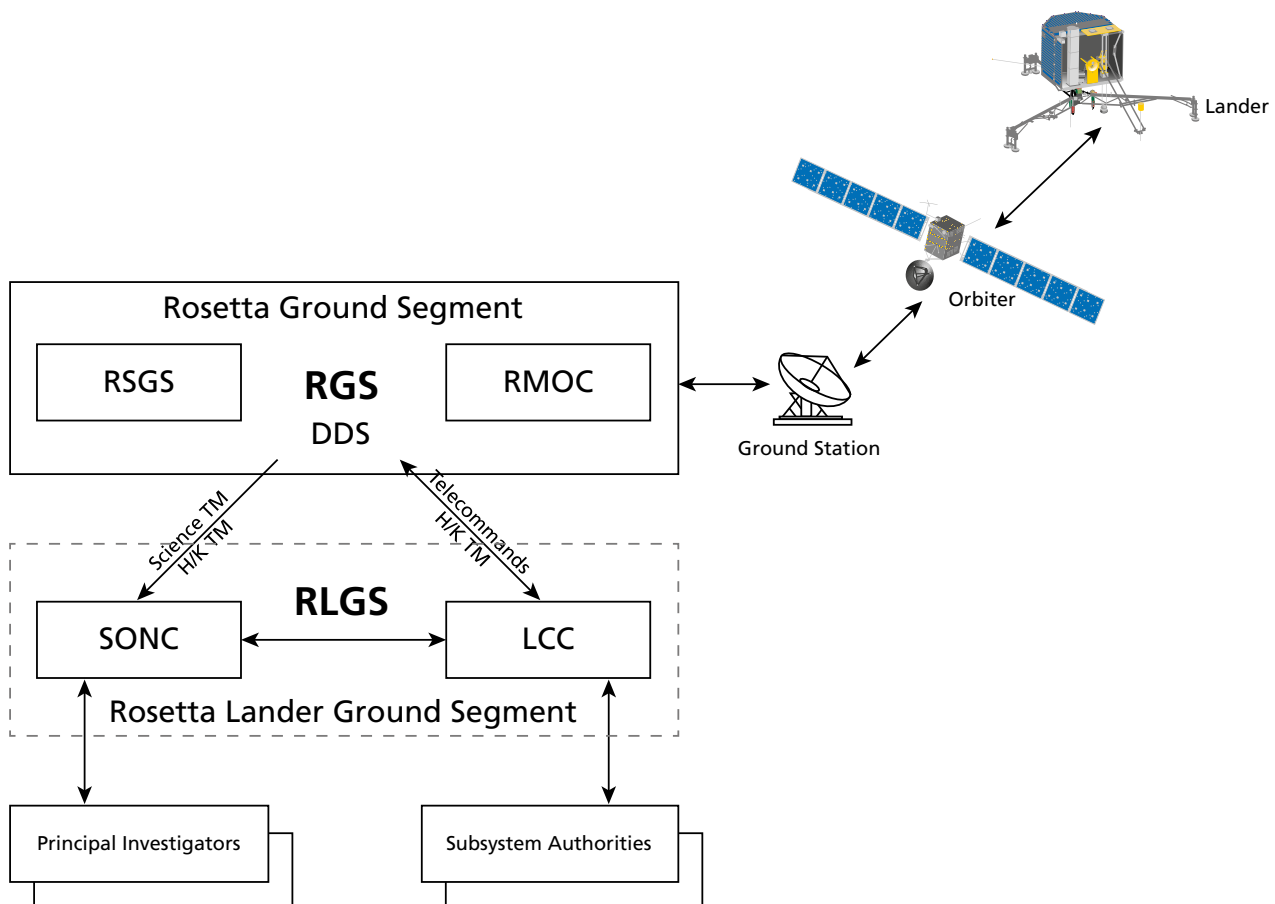 Lander
Orbiter
Rosetta Ground Segment
RSGS
RGS
RMOC
DDS
Ground Station
Science TM
H/K TM
Telecommands
H/K TM
RLGS
SONC
LCC
Rosetta Lander Ground Segment
Principal Investigators
Subsystem Authorities